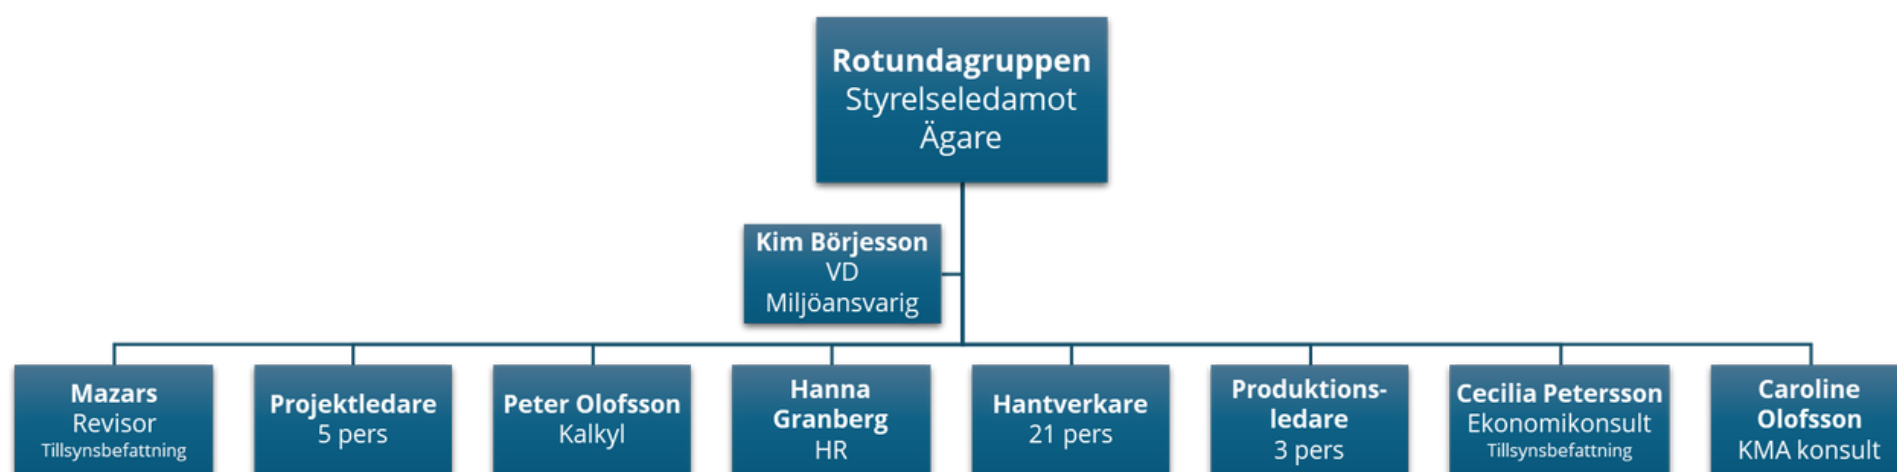 Rotundagruppen
Styrelseledamot
Ägare
Kim Börjesson
VD
Miljöansvarig
Mazars
Revisor
Tillsynsbefattning
Projektledare
5 pers
Peter Olofsson
Kalkyl
Hanna
Granberg
HR
Hantverkare
21 pers
Produktions-
ledare
3 pers
Cecilia Petersson
Ekonomikonsult
Tillsynsbefattning
Caroline
Olofsson
KMA konsult